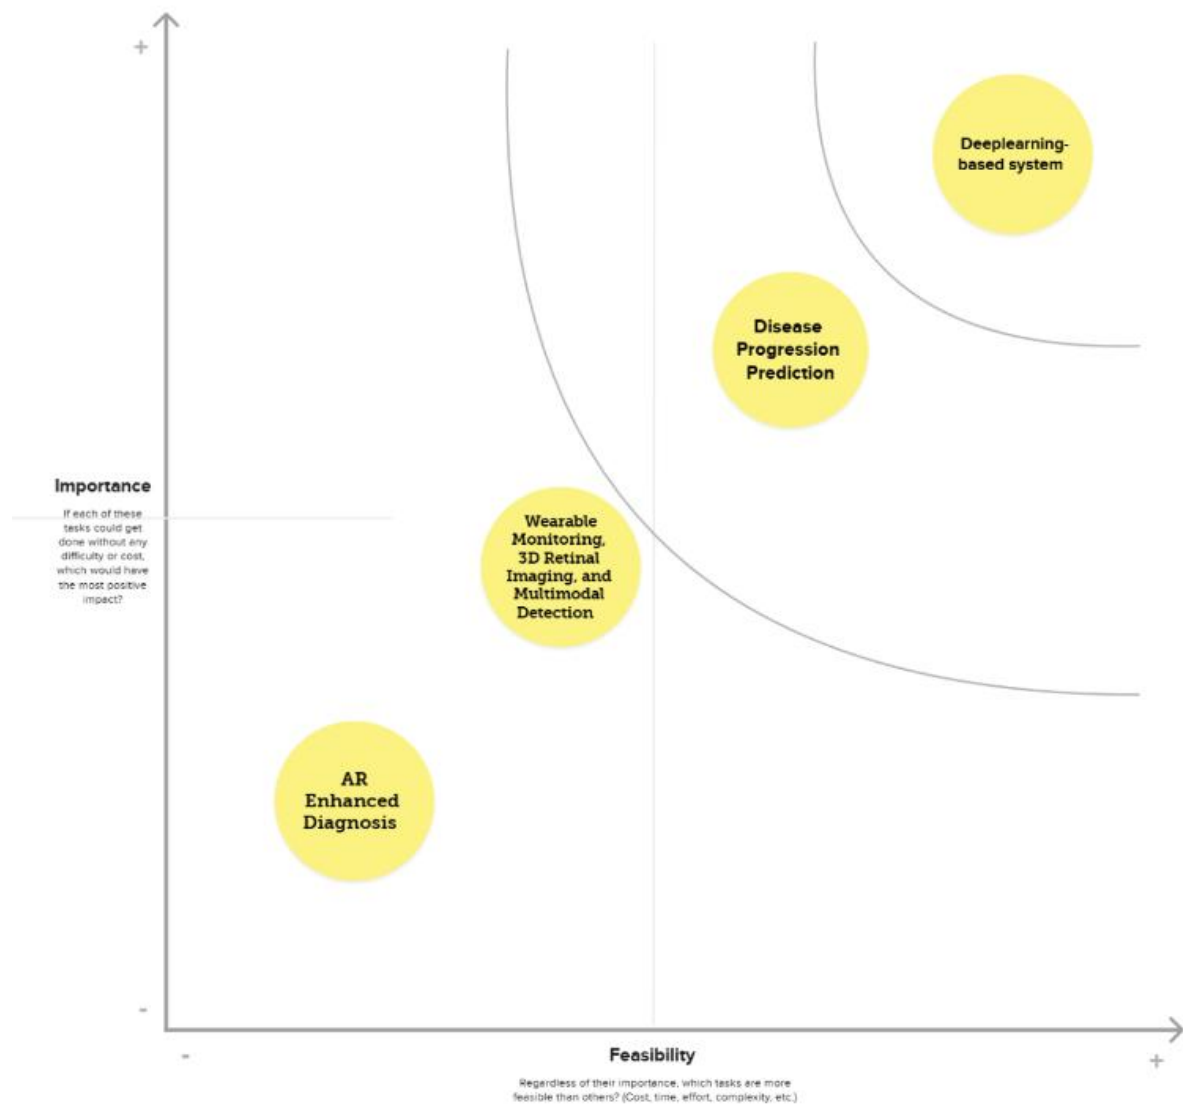 +
Deeplearning-
based system
Disease
Progression
Prediction
Importance
If each of these
tasks could get
done without any
difficulty or cost,
which would have
the most positive
impact?
Wearable
Monitoring,
3D Retinal
Imaging, and
Multimodal
Detection
AR
Enhanced
Diagnosis
-
-
Feasibility
+
Regardless of their importance, which tasks are more
feasible than others? (Cost, time, effort, complexity, etc.)